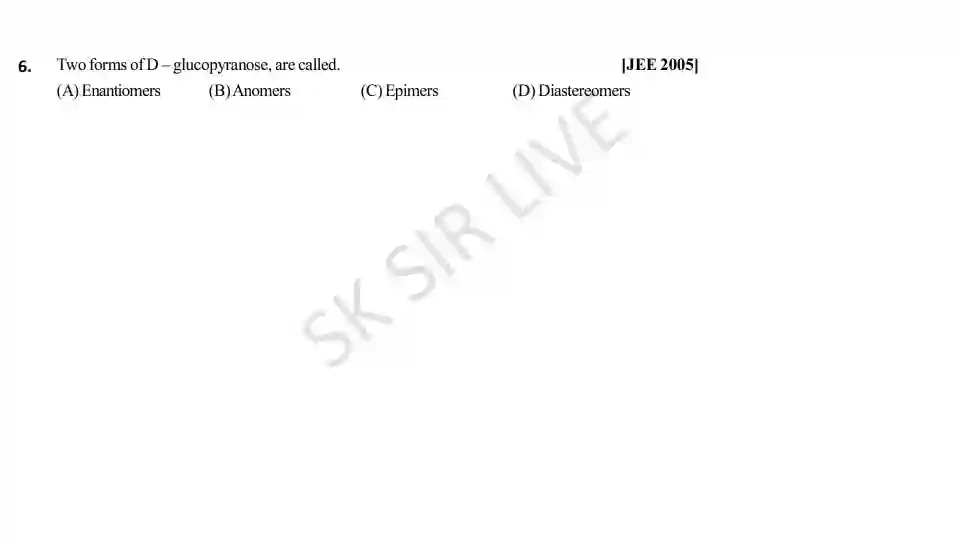 6. Two forms of D – glucopyranose, are called. [JEE 2005]
(A) Enantiomers (B) Anomers (C) Epimers (D) Diastereomers
SK SIR LIVE